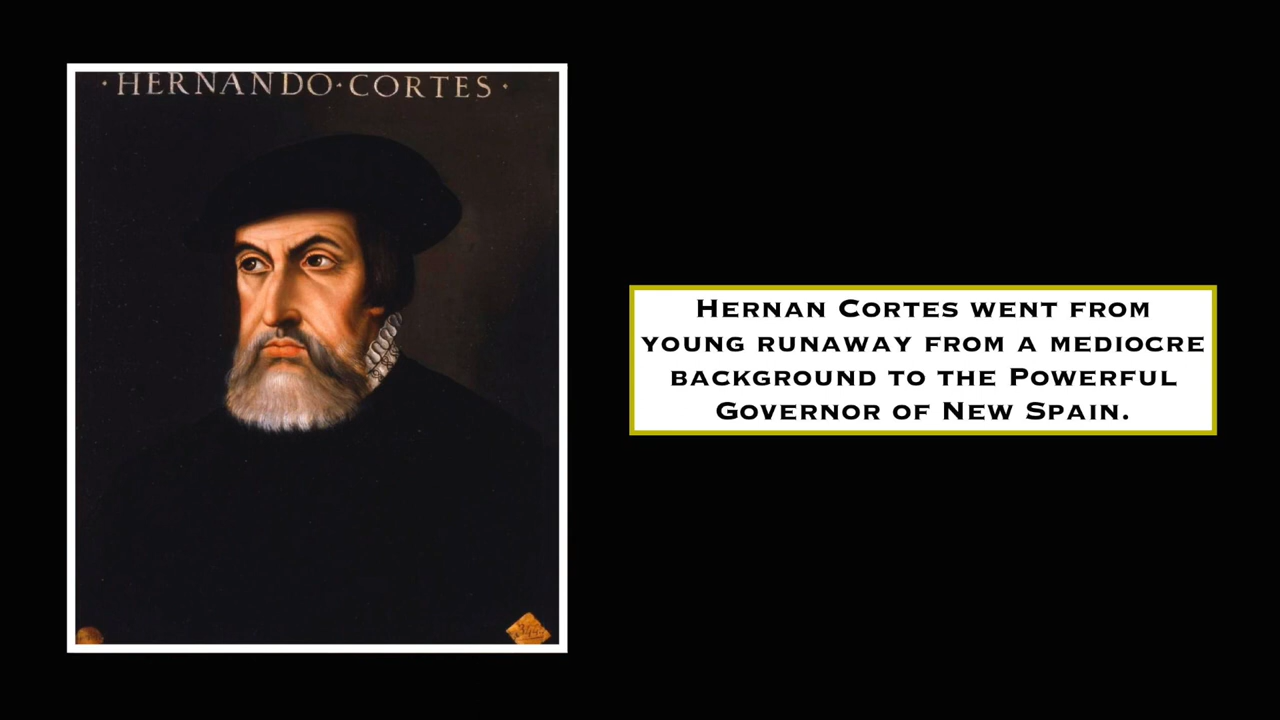 ·HERNANDO·CORTES·
Hernan Cortes went from
young runaway from a mediocre
background to the Powerful
Governor of New Spain.